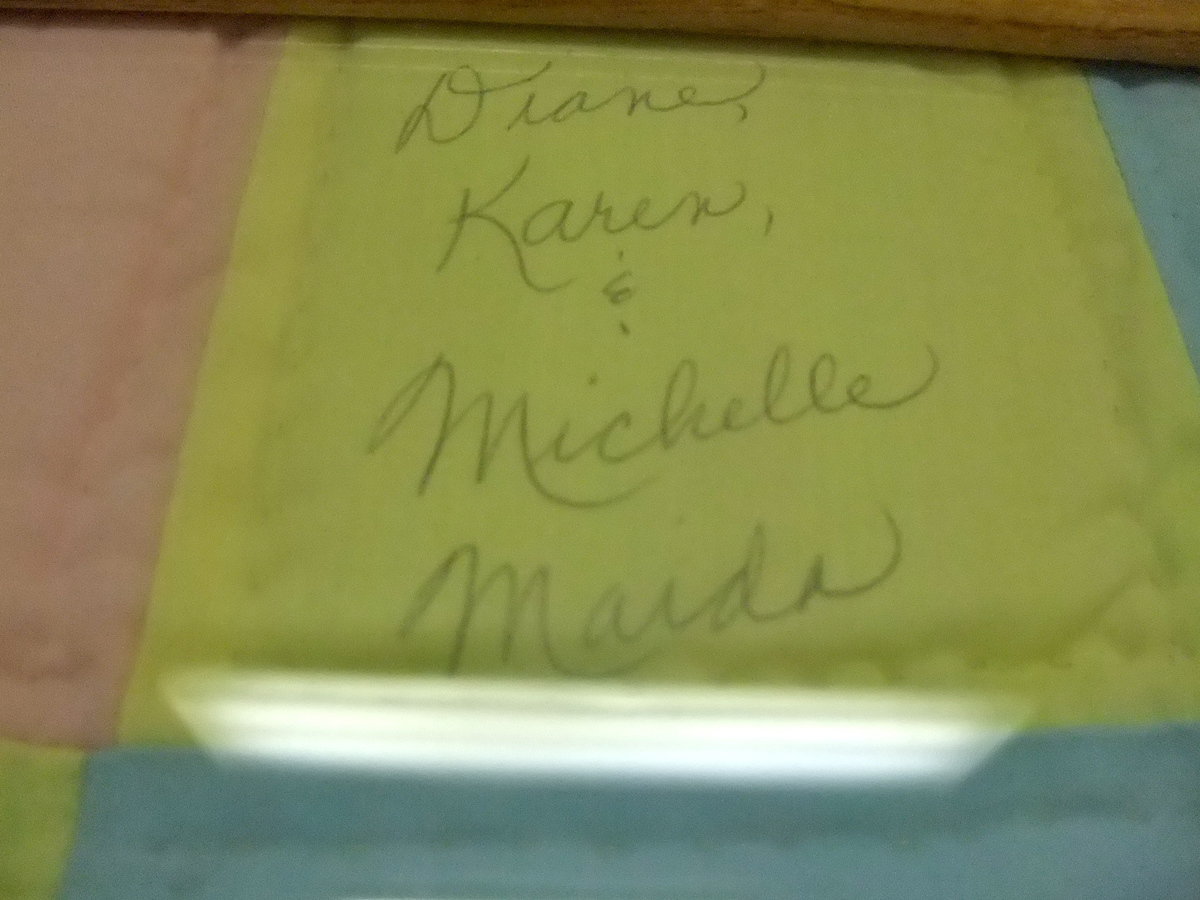 Diane,
Karen,
&
Michelle
Maida